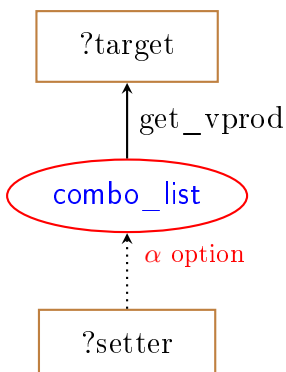 ?target
get_vprod
combo_list
α option
?setter